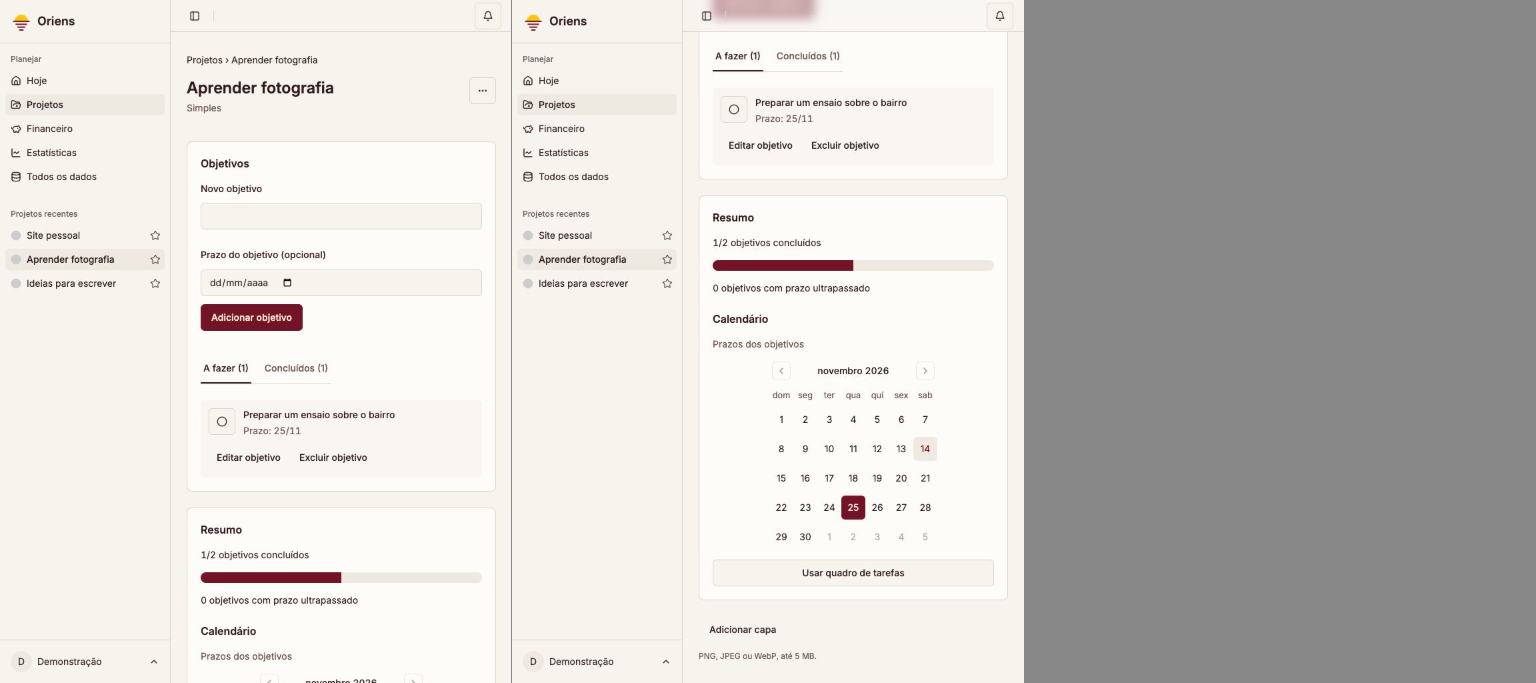 Oriens
Planejar
Hoje
Projetos
Financeiro
Estatísticas
Todos os dados
Projetos recentes
Site pessoal
Aprender fotografia
Ideias para escrever
D Demonstração
Projetos › Aprender fotografia
Aprender fotografia
Simples
...
Objetivos
Novo objetivo
Prazo do objetivo (opcional)
dd/mm/aaaa
Adicionar objetivo
A fazer (1) Concluídos (1)
Preparar um ensaio sobre o bairro
Prazo: 25/11
Editar objetivo Excluir objetivo
Resumo
1/2 objetivos concluídos
0 objetivos com prazo ultrapassado
Calendário
Prazos dos objetivos
novembro 2026
Oriens
Planejar
Hoje
Projetos
Financeiro
Estatísticas
Todos os dados
Projetos recentes
Site pessoal
Aprender fotografia
Ideias para escrever
D Demonstração
A fazer (1) Concluídos (1)
Preparar um ensaio sobre o bairro
Prazo: 25/11
Editar objetivo Excluir objetivo
Resumo
1/2 objetivos concluídos
0 objetivos com prazo ultrapassado
Calendário
Prazos dos objetivos
novembro 2026
dom seg ter qua qui sex sab
1 2 3 4 5 6 7
8 9 10 11 12 13 14
15 16 17 18 19 20 21
22 23 24 25 26 27 28
29 30 1 2 3 4 5
Usar quadro de tarefas
Adicionar capa
PNG, JPEG ou WebP, até 5 MB.